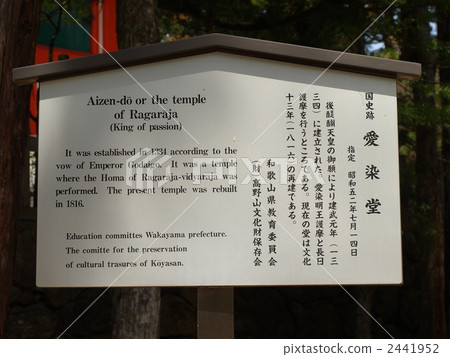 Aizen-dō or the temple
of Ragaraja
(King of passion)
It was established in 1334 according to the
vow of Emperor Godaigo. It was a temple
where the Homa of Ragaraja-vidyaraja was
performed. The present temple was rebuilt
in 1816.
Education committes Wakayama prefecture.
The comitte for the preservation
of cultural trasures of Kōyasan.
国史跡 愛染堂
指定 昭和五二年七月一四日
後醍醐天皇の御願により建武元年（一三
三四）に建立された。愛染明王護摩と長日
護摩を行うところである。現在の堂は文化
十三年（一八一六）の再建である。
和歌山県教育委員会
（財）高野山文化財保存会
PIXTA
pixta.jp - 2441952